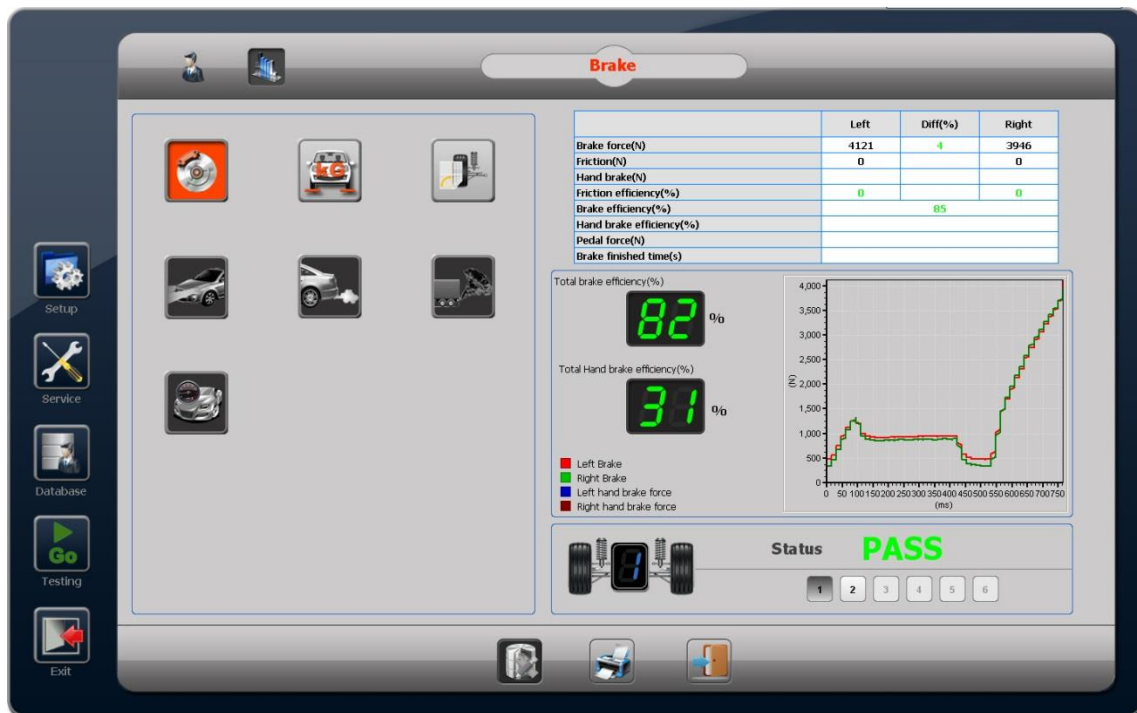 Brake
Left Diff(%) Right
Brake force(N) 4121 4 3946
Friction(N) 0 0
Hand brake(N)
Friction efficiency(%) 0 0
Brake efficiency(%) 85
Hand brake efficiency(%)
Pedal force(N)
Brake finished time(s)
kG
Setup
Service
Database
Go
Testing
Exit
Total brake efficiency(%)
82 %
Total Hand brake efficiency(%)
31 %
Left Brake
Right Brake
Left hand brake force
Right hand brake force
4,000
3,500
3,000
2,500
2,000
1,500
1,000
500
0
(N)
0 50 100 150 200 250 300 350 400 450 500 550 600 650 700 750
(ms)
1
Status PASS
1 2 3 4 5 6